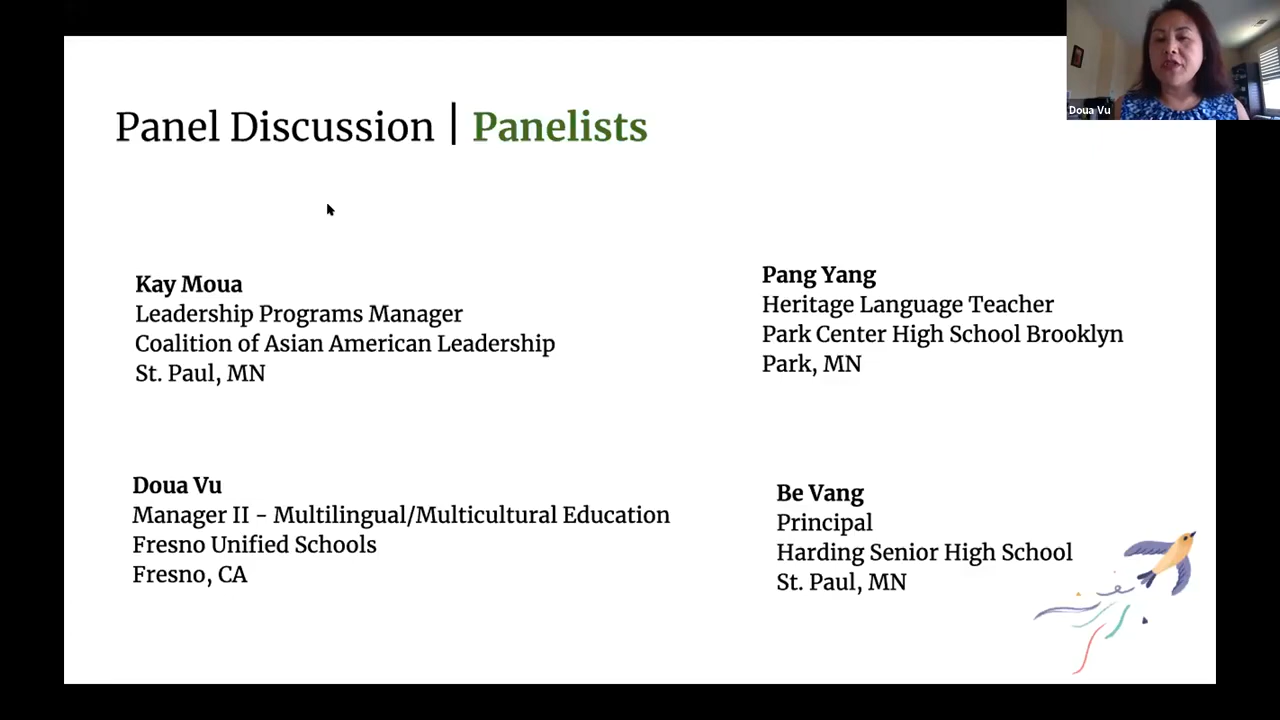 Panel Discussion | Panelists
Doua Vu
Kay Moua
Leadership Programs Manager
Coalition of Asian American Leadership
St. Paul, MN
Pang Yang
Heritage Language Teacher
Park Center High School Brooklyn
Park, MN
Doua Vu
Manager II - Multilingual/Multicultural Education
Fresno Unified Schools
Fresno, CA
Be Vang
Principal
Harding Senior High School
St. Paul, MN